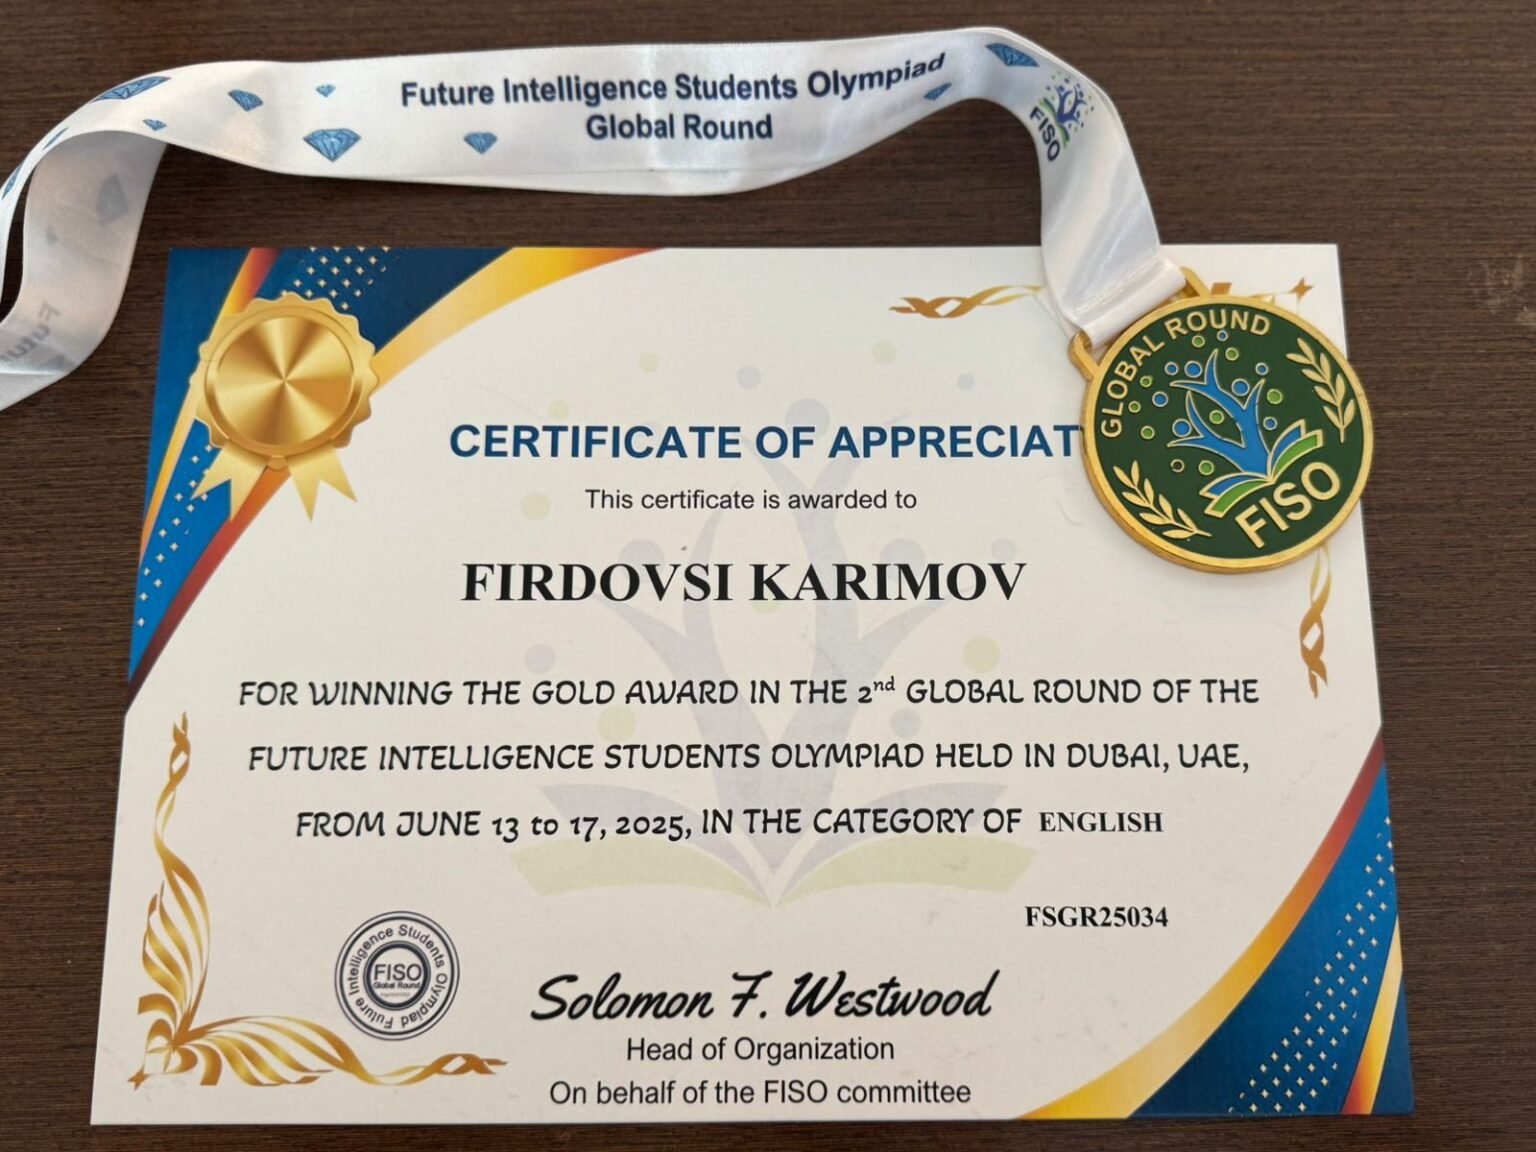 Future Intelligence Students Olympiad
Global Round
FISO
GLOBAL ROUND
FISO
CERTIFICATE OF APPRECIAT
This certificate is awarded to
FIRDOVSI KARIMOV
FOR WINNING THE GOLD AWARD IN THE 2nd GLOBAL ROUND OF THE
FUTURE INTELLIGENCE STUDENTS OLYMPIAD HELD IN DUBAI, UAE,
FROM JUNE 13 to 17, 2025, IN THE CATEGORY OF ENGLISH
FSGR25034
Future Intelligence Students Olympiad
FISO
Global Round
Solomon F. Westwood
Head of Organization
On behalf of the FISO committee